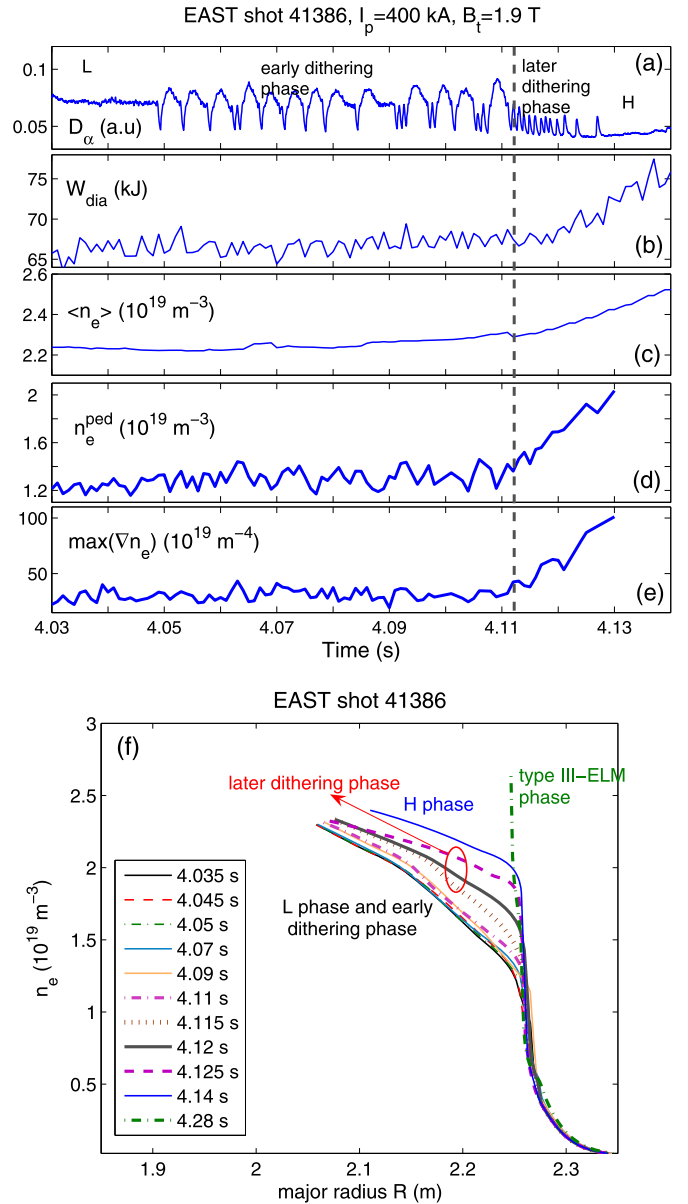 EAST shot 41386, I_p=400 kA, B_t=1.9 T
(a)
L
early dithering
phase
later
dithering
phase
H
0.1
0.05
D_α (a.u)
W_dia
(kJ)
75
70
65
(b)
2.6
2.4
2.2
<n_e> (10^19 m^−3)
(c)
2
1.6
1.2
n_e^ped (10^19 m^−3)
(d)
100
50
max(∇n_e) (10^19 m^−4)
(e)
4.03 4.05 4.07 4.09 4.11 4.13
Time (s)
EAST shot 41386
(f)
3
2.5
2
1.5
1
0.5
n_e (10^19 m^−3)
later dithering phase
H phase
type III−ELM
phase
L phase and early
dithering phase
4.035 s
4.045 s
4.05 s
4.07 s
4.09 s
4.11 s
4.115 s
4.12 s
4.125 s
4.14 s
4.28 s
1.9 2 2.1 2.2 2.3
major radius R (m)